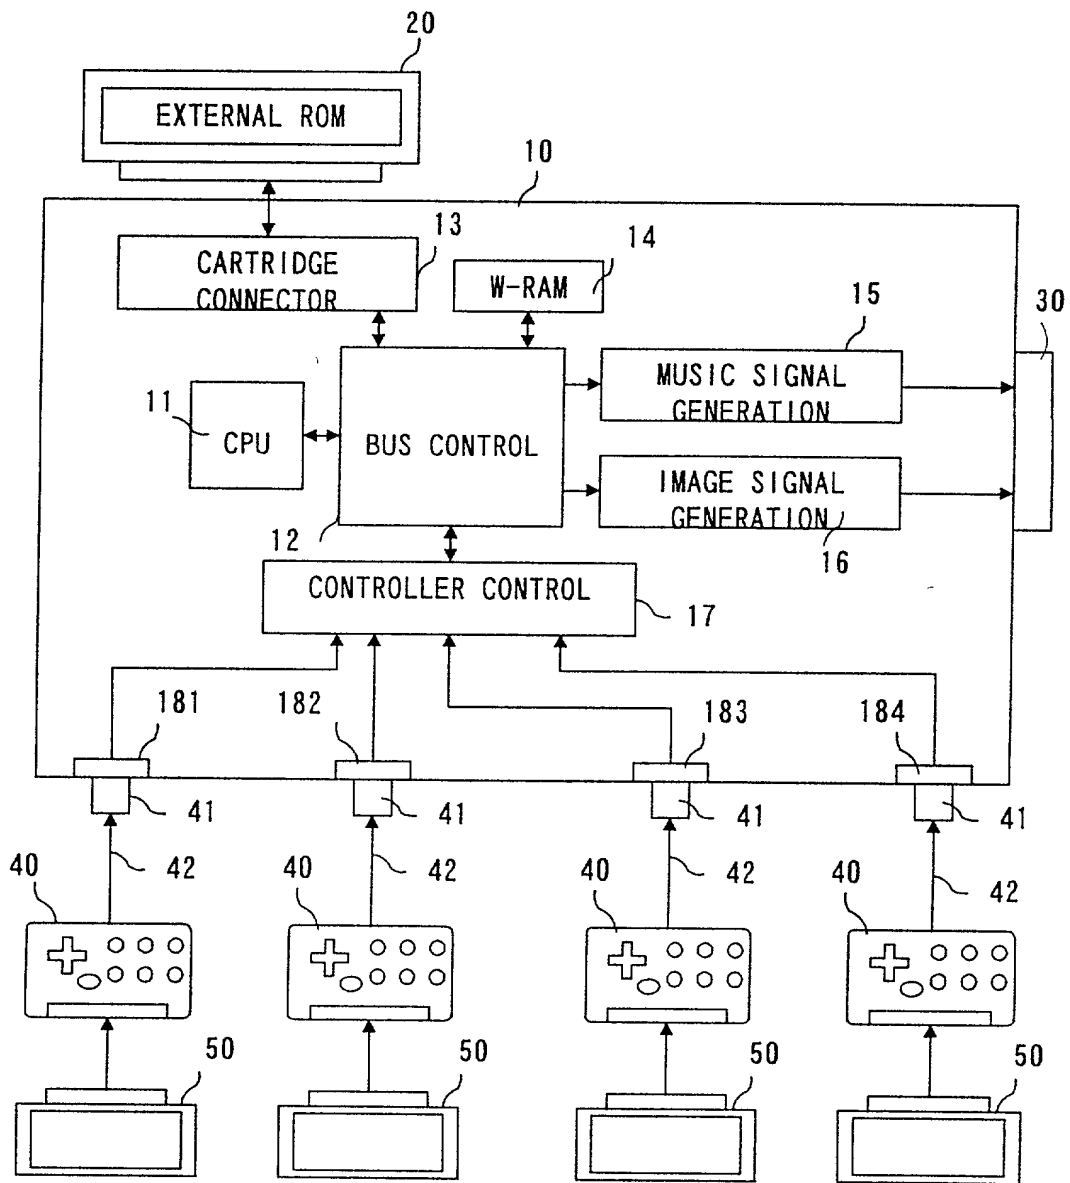 20
EXTERNAL ROM
10
13
14
CARTRIDGE
CONNECTOR
W-RAM
15
30
11
CPU
BUS CONTROL
MUSIC SIGNAL
GENERATION
IMAGE SIGNAL
GENERATION
12
16
CONTROLLER CONTROL
17
181
182
183
184
41
41
41
41
42
42
42
42
40
40
40
40
50
50
50
50